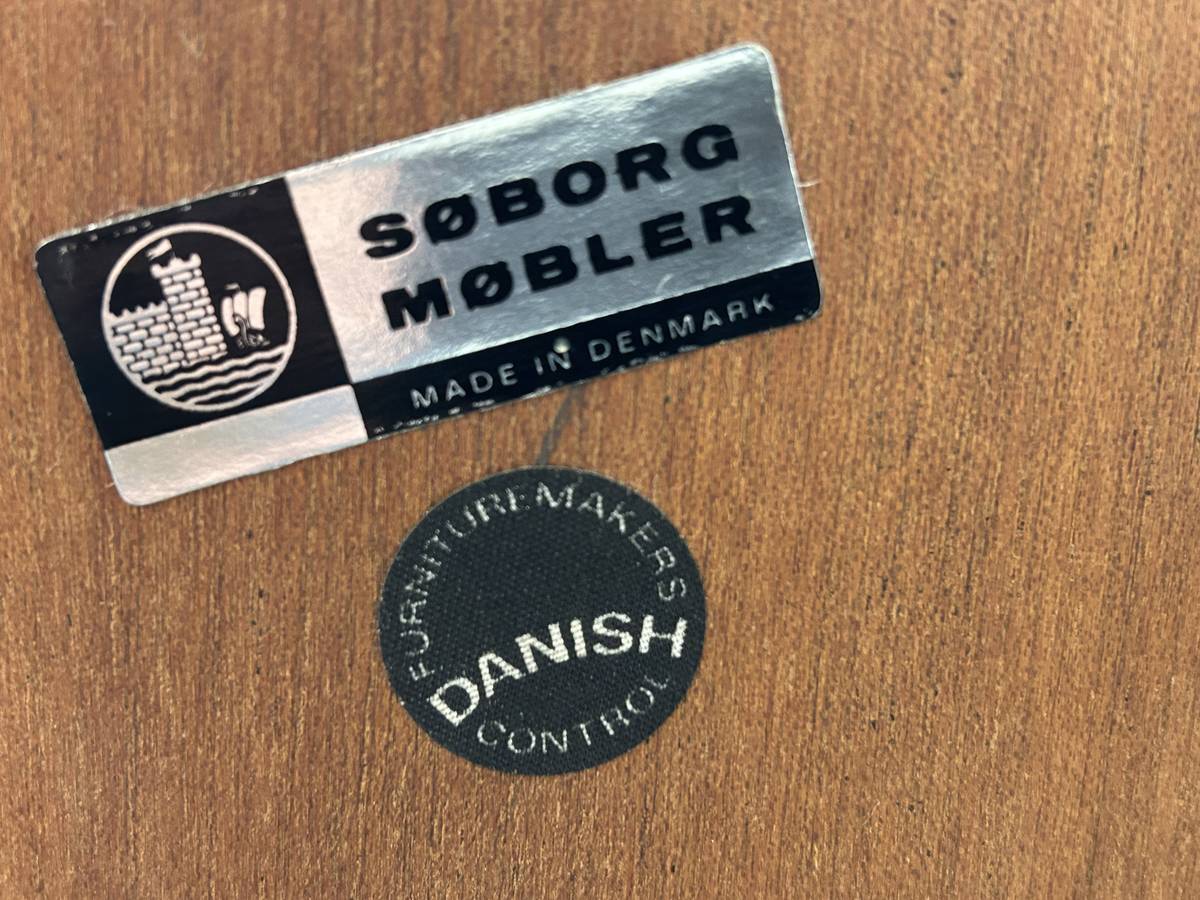 SØBORG
MØBLER
MADE IN DENMARK
FURNITUREMAKERS
DANISH
CONTROL